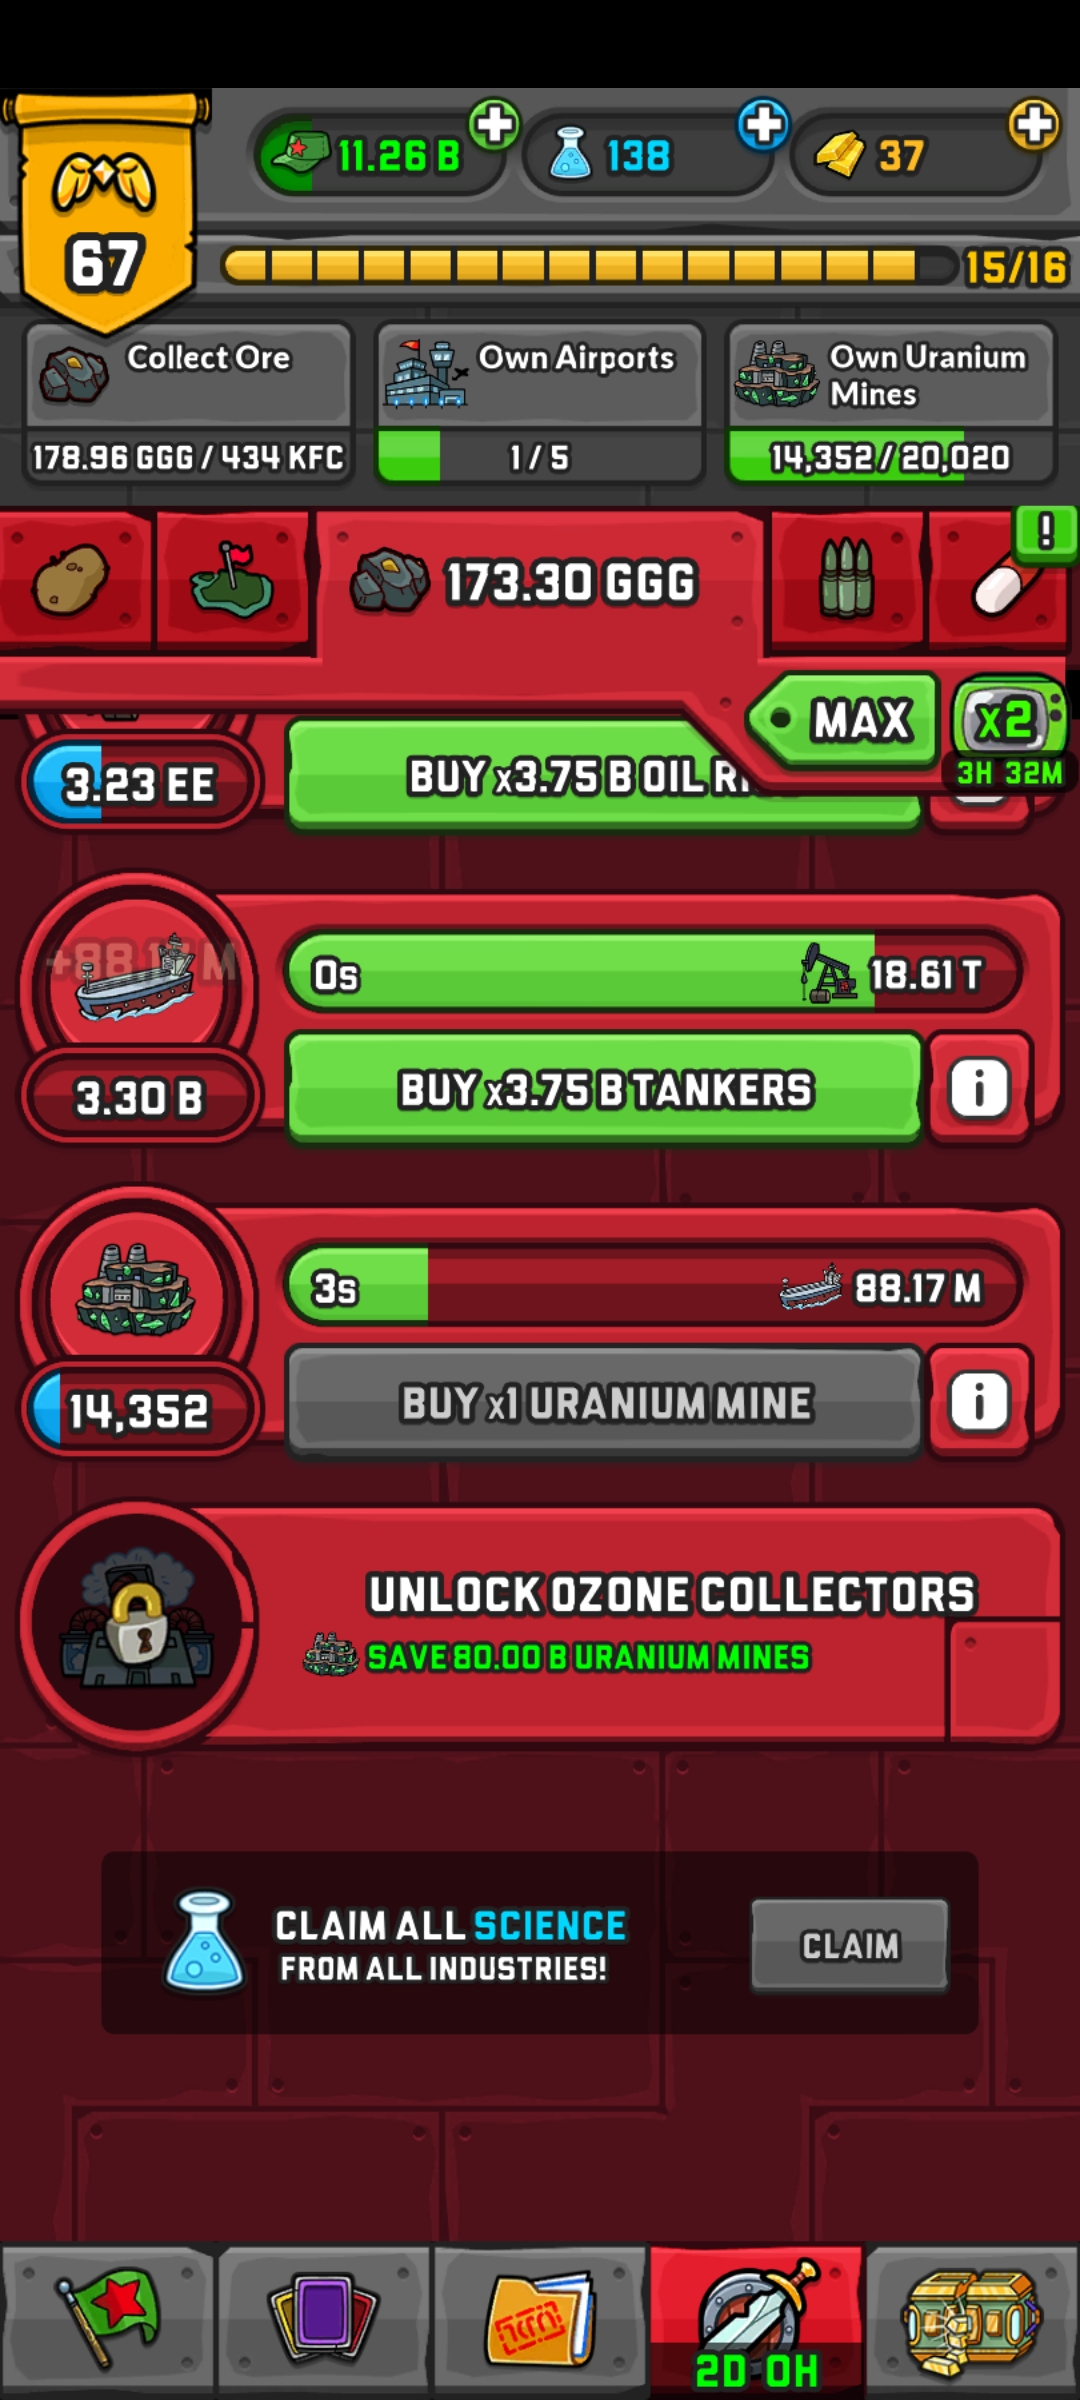 11.26 B
138
37
67
15/16
Collect Ore
178.96 GGG / 434 KFC
Own Airports
1 / 5
Own Uranium
Mines
14,352 / 20,020
173.30 GGG
!
MAX
x2
3H 32M
3.23 EE
BUY x3.75 B OIL
+88.17 M
0s
18.61 T
3.30 B
BUY x3.75 B TANKERS
i
3s
88.17 M
14,352
BUY x1 URANIUM MINE
i
UNLOCK OZONE COLLECTORS
SAVE 80.00 B URANIUM MINES
CLAIM ALL SCIENCE
FROM ALL INDUSTRIES!
CLAIM
2D 0H